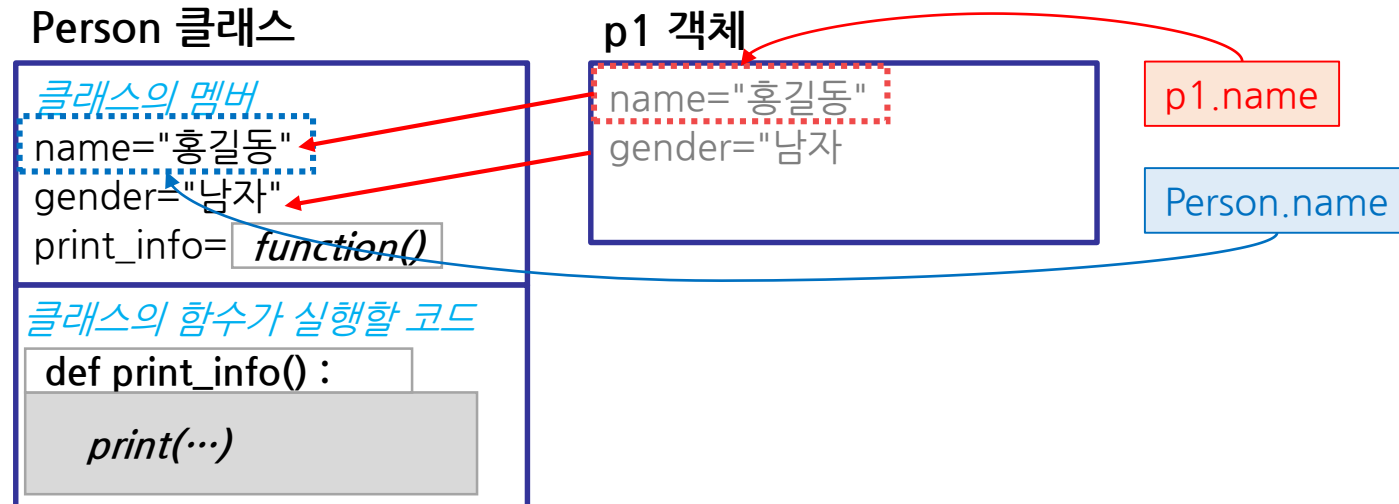 Person 클래스
클래스의 멤버
name="홍길동"
gender="남자"
print_info= function()
클래스의 함수가 실행할 코드
def print_info() :
print(…)
p1 객체
name="홍길동"
gender="남자
p1.name
Person.name